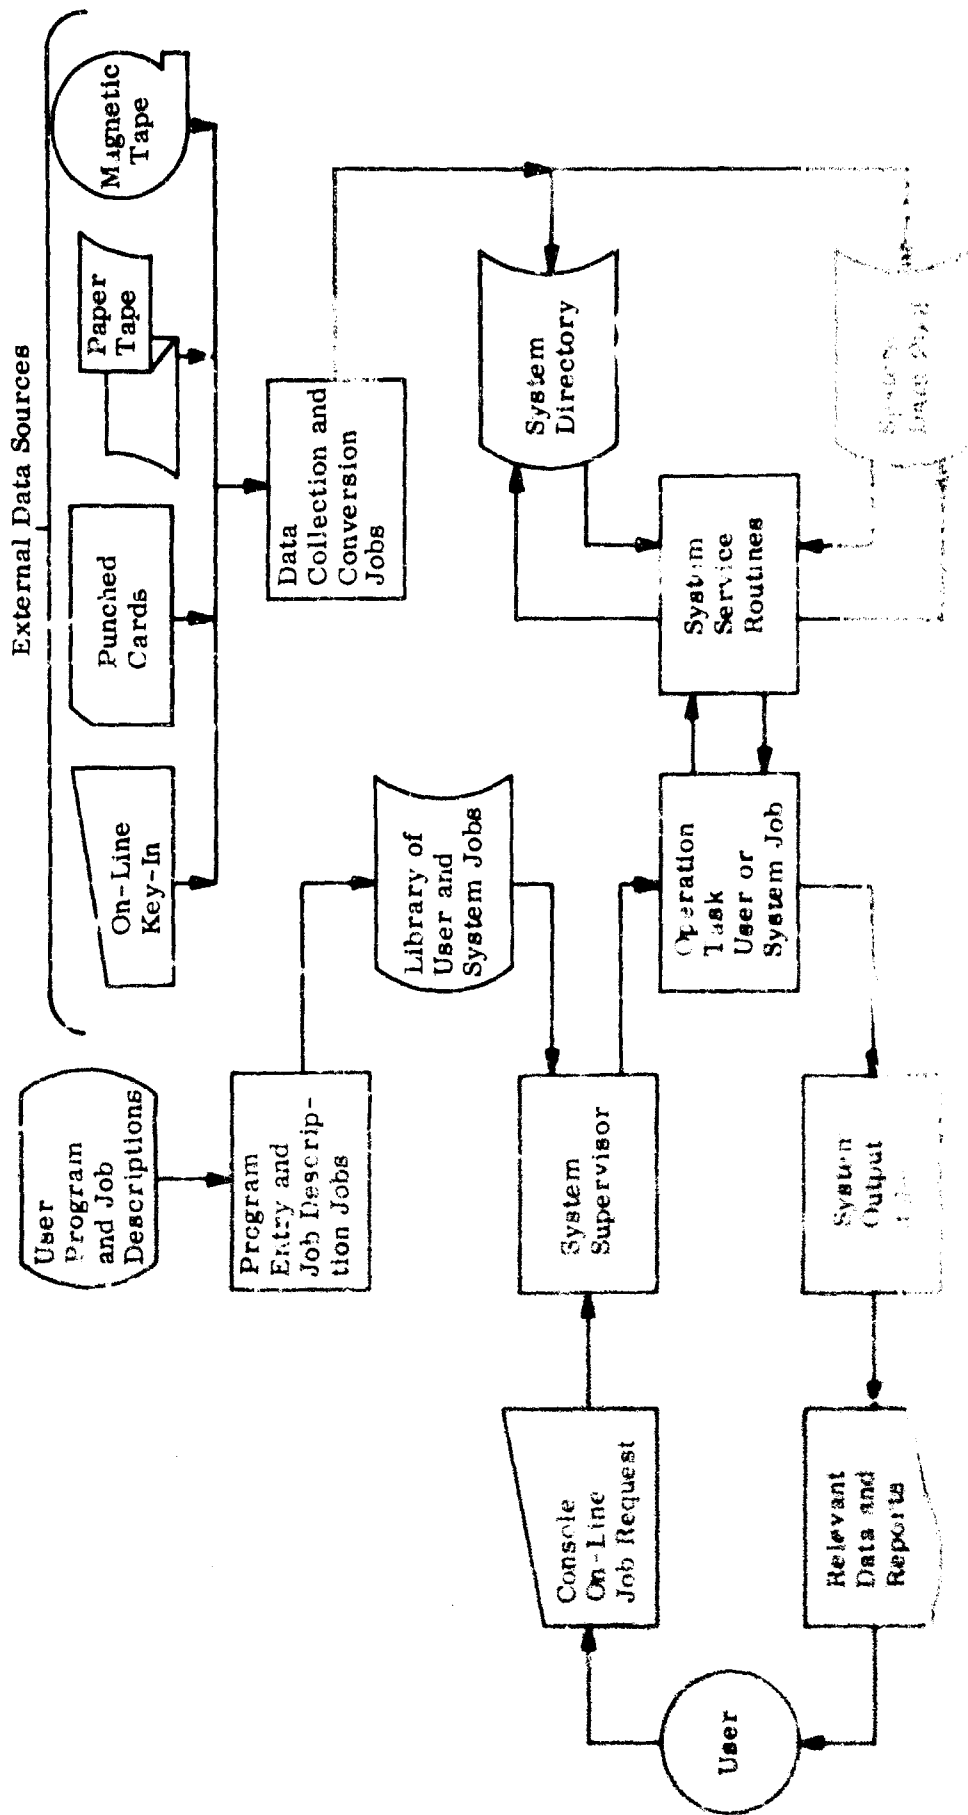 External Data Sources
User
Program
and Job
Descriptions
On-Line
Key-In
Punched
Cards
Paper
Tape
Magnetic
Tape
Program
Entry and
Job Descrip-
tion Jobs
Data
Collection and
Conversion
Jobs
Library of
User and
System Jobs
Console
On-Line
Job Request
System
Supervisor
System
Directory
User
Operation
Task
User or
System Job
System
Service
Routines
Relevant
Data and
Reports
System
Output
System